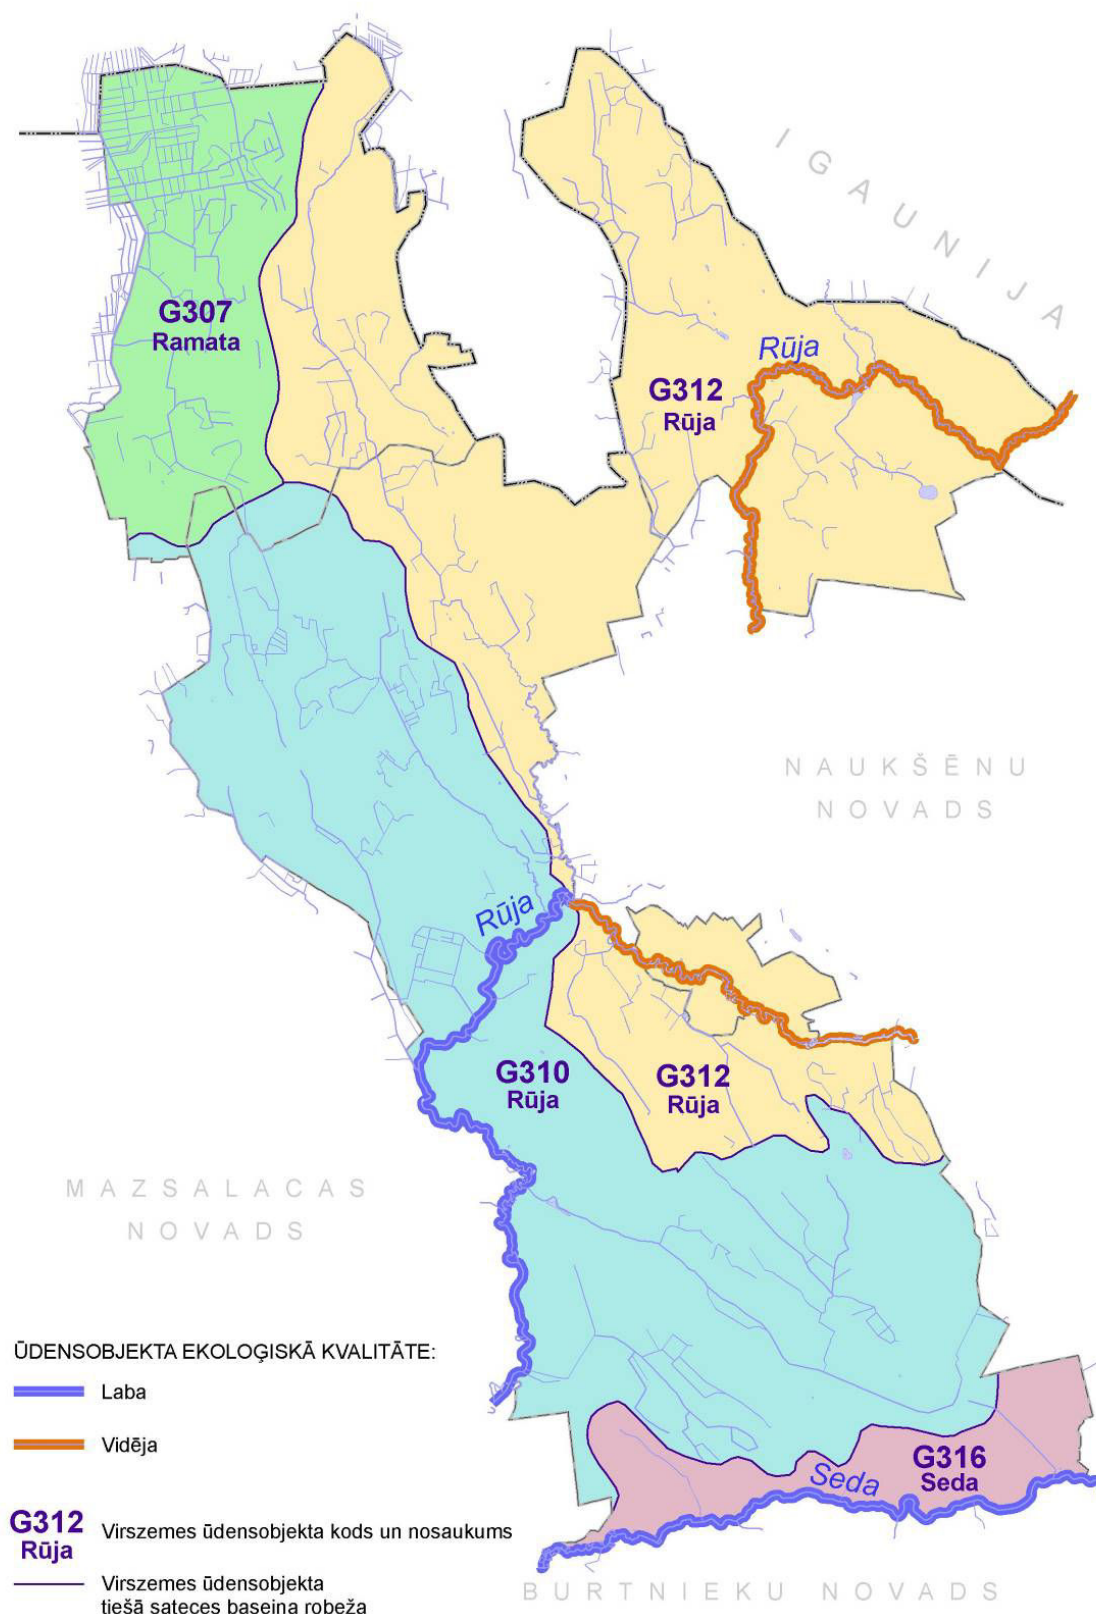 IGAUNIJA
G307
Ramata
Rūja
G312
Rūja
NAUKŠĒNU
NOVADS
Rūja
G310
Rūja
G312
Rūja
MAZSALACAS
NOVADS
ŪDENSOBJEKTA EKOLOĢISKĀ KVALITĀTE:
Laba
Vidēja
G316
Seda
Seda
G312
Rūja
Virszemes ūdensobjekta kods un nosaukums
Virszemes ūdensobjekta
tiešā sateces baseina robeža
BURTNIEKU NOVADS